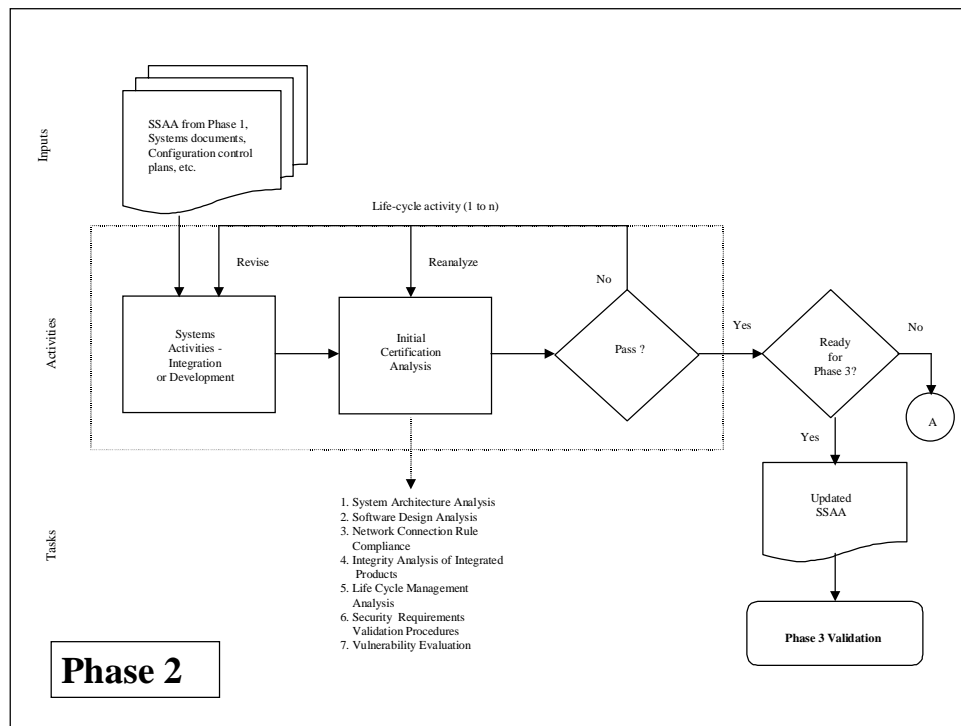 Inputs
SSAA from Phase 1,
Systems documents,
Configuration control
plans, etc.
Life-cycle activity (1 to n)
Revise
Reanalyze
No
Activities
Systems
Activities -
Integration
or Development
Initial
Certification
Analysis
Pass ?
Yes
Ready
for
Phase 3?
No
A
Yes
Tasks
1. System Architecture Analysis
2. Software Design Analysis
3. Network Connection Rule
Compliance
4. Integrity Analysis of Integrated
Products
5. Life Cycle Management
Analysis
6. Security Requirements
Validation Procedures
7. Vulnerability Evaluation
Updated
SSAA
Phase 3 Validation
Phase 2